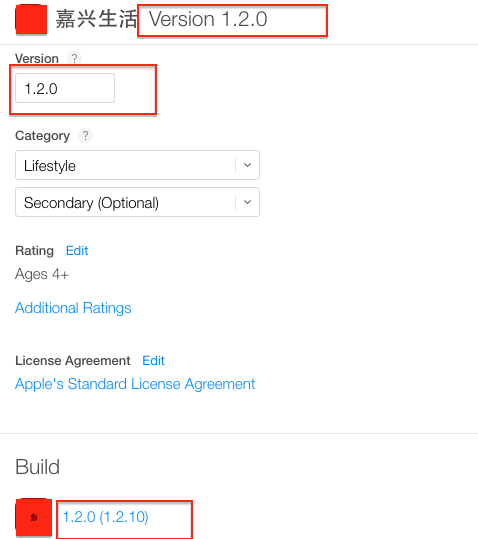 嘉兴生活 Version 1.2.0
Version ?
1.2.0
Category ?
Lifestyle
Secondary (Optional)
Rating Edit
Ages 4+
Additional Ratings
License Agreement Edit
Apple's Standard License Agreement
Build
1.2.0 (1.2.10)